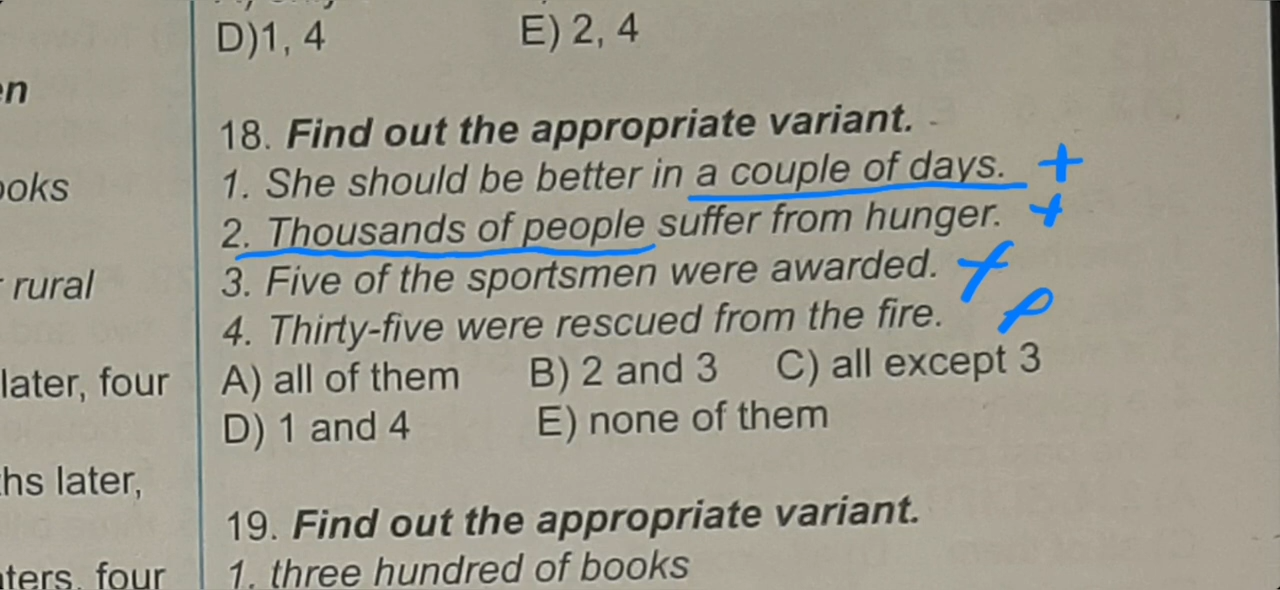 D)1, 4 E) 2, 4
18. Find out the appropriate variant.
1. She should be better in a couple of days. +
2. Thousands of people suffer from hunger. +
3. Five of the sportsmen were awarded. +
4. Thirty-five were rescued from the fire.
A) all of them B) 2 and 3 C) all except 3
D) 1 and 4 E) none of them
19. Find out the appropriate variant.
1. three hundred of books
rural
later, four
later,
four